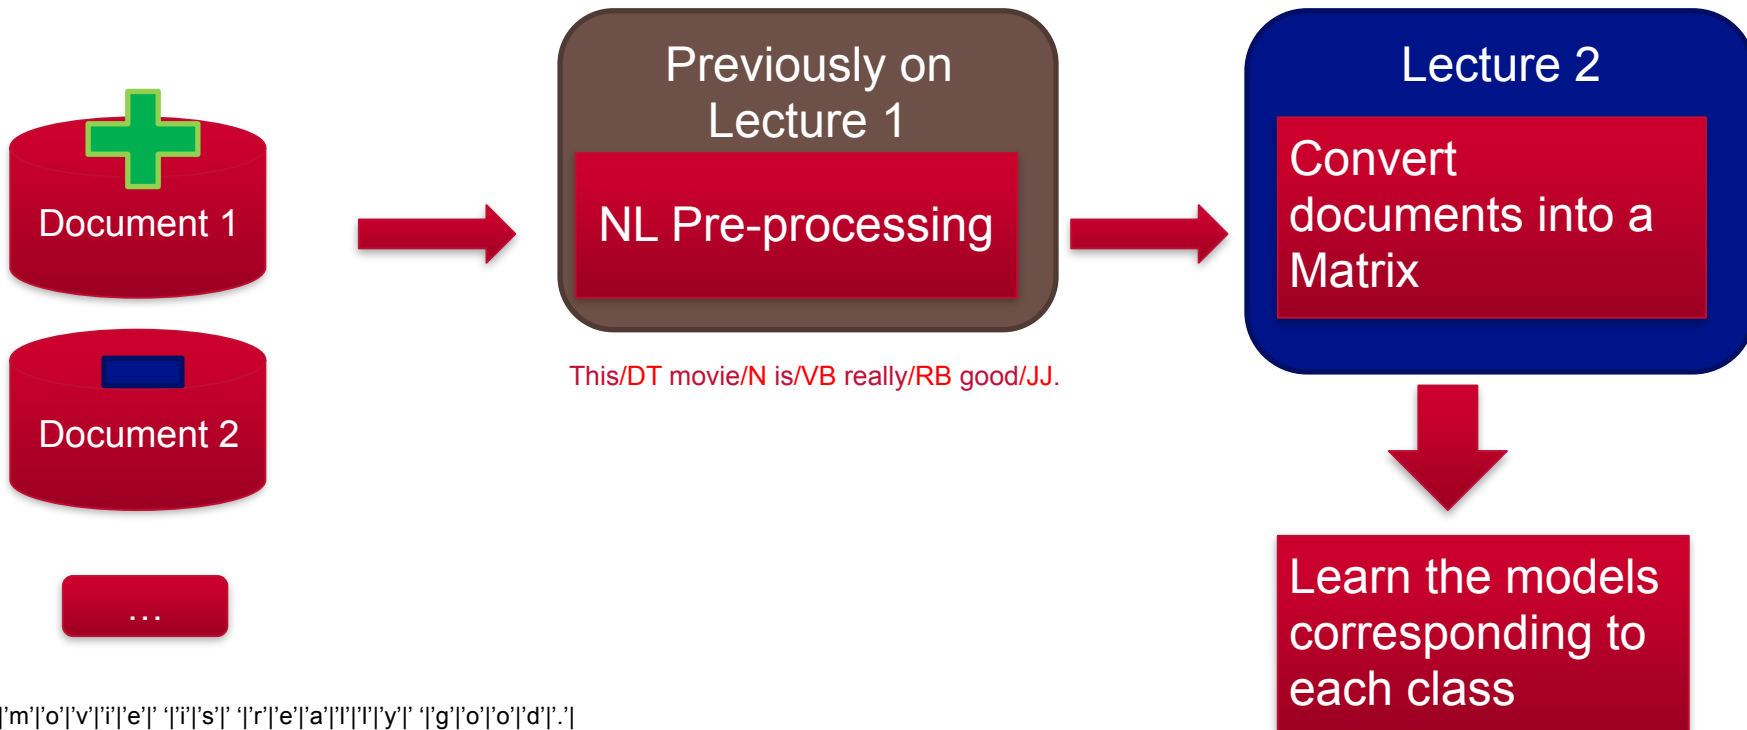 Document 1
Document 2
...
Previously on
Lecture 1
NL Pre-processing
This/DT movie/N is/VB really/RB good/JJ.
Lecture 2
Convert
documents into a
Matrix
Learn the models
corresponding to
each class
|’m’|’o’|’v’|’i’|’e’|’ ‘|’i’|’s’|’ ‘|’r’|’e’|’a’|’l’|’l’|’y’|’ ‘|’g’|’o’|’o’|’d’|’.’|